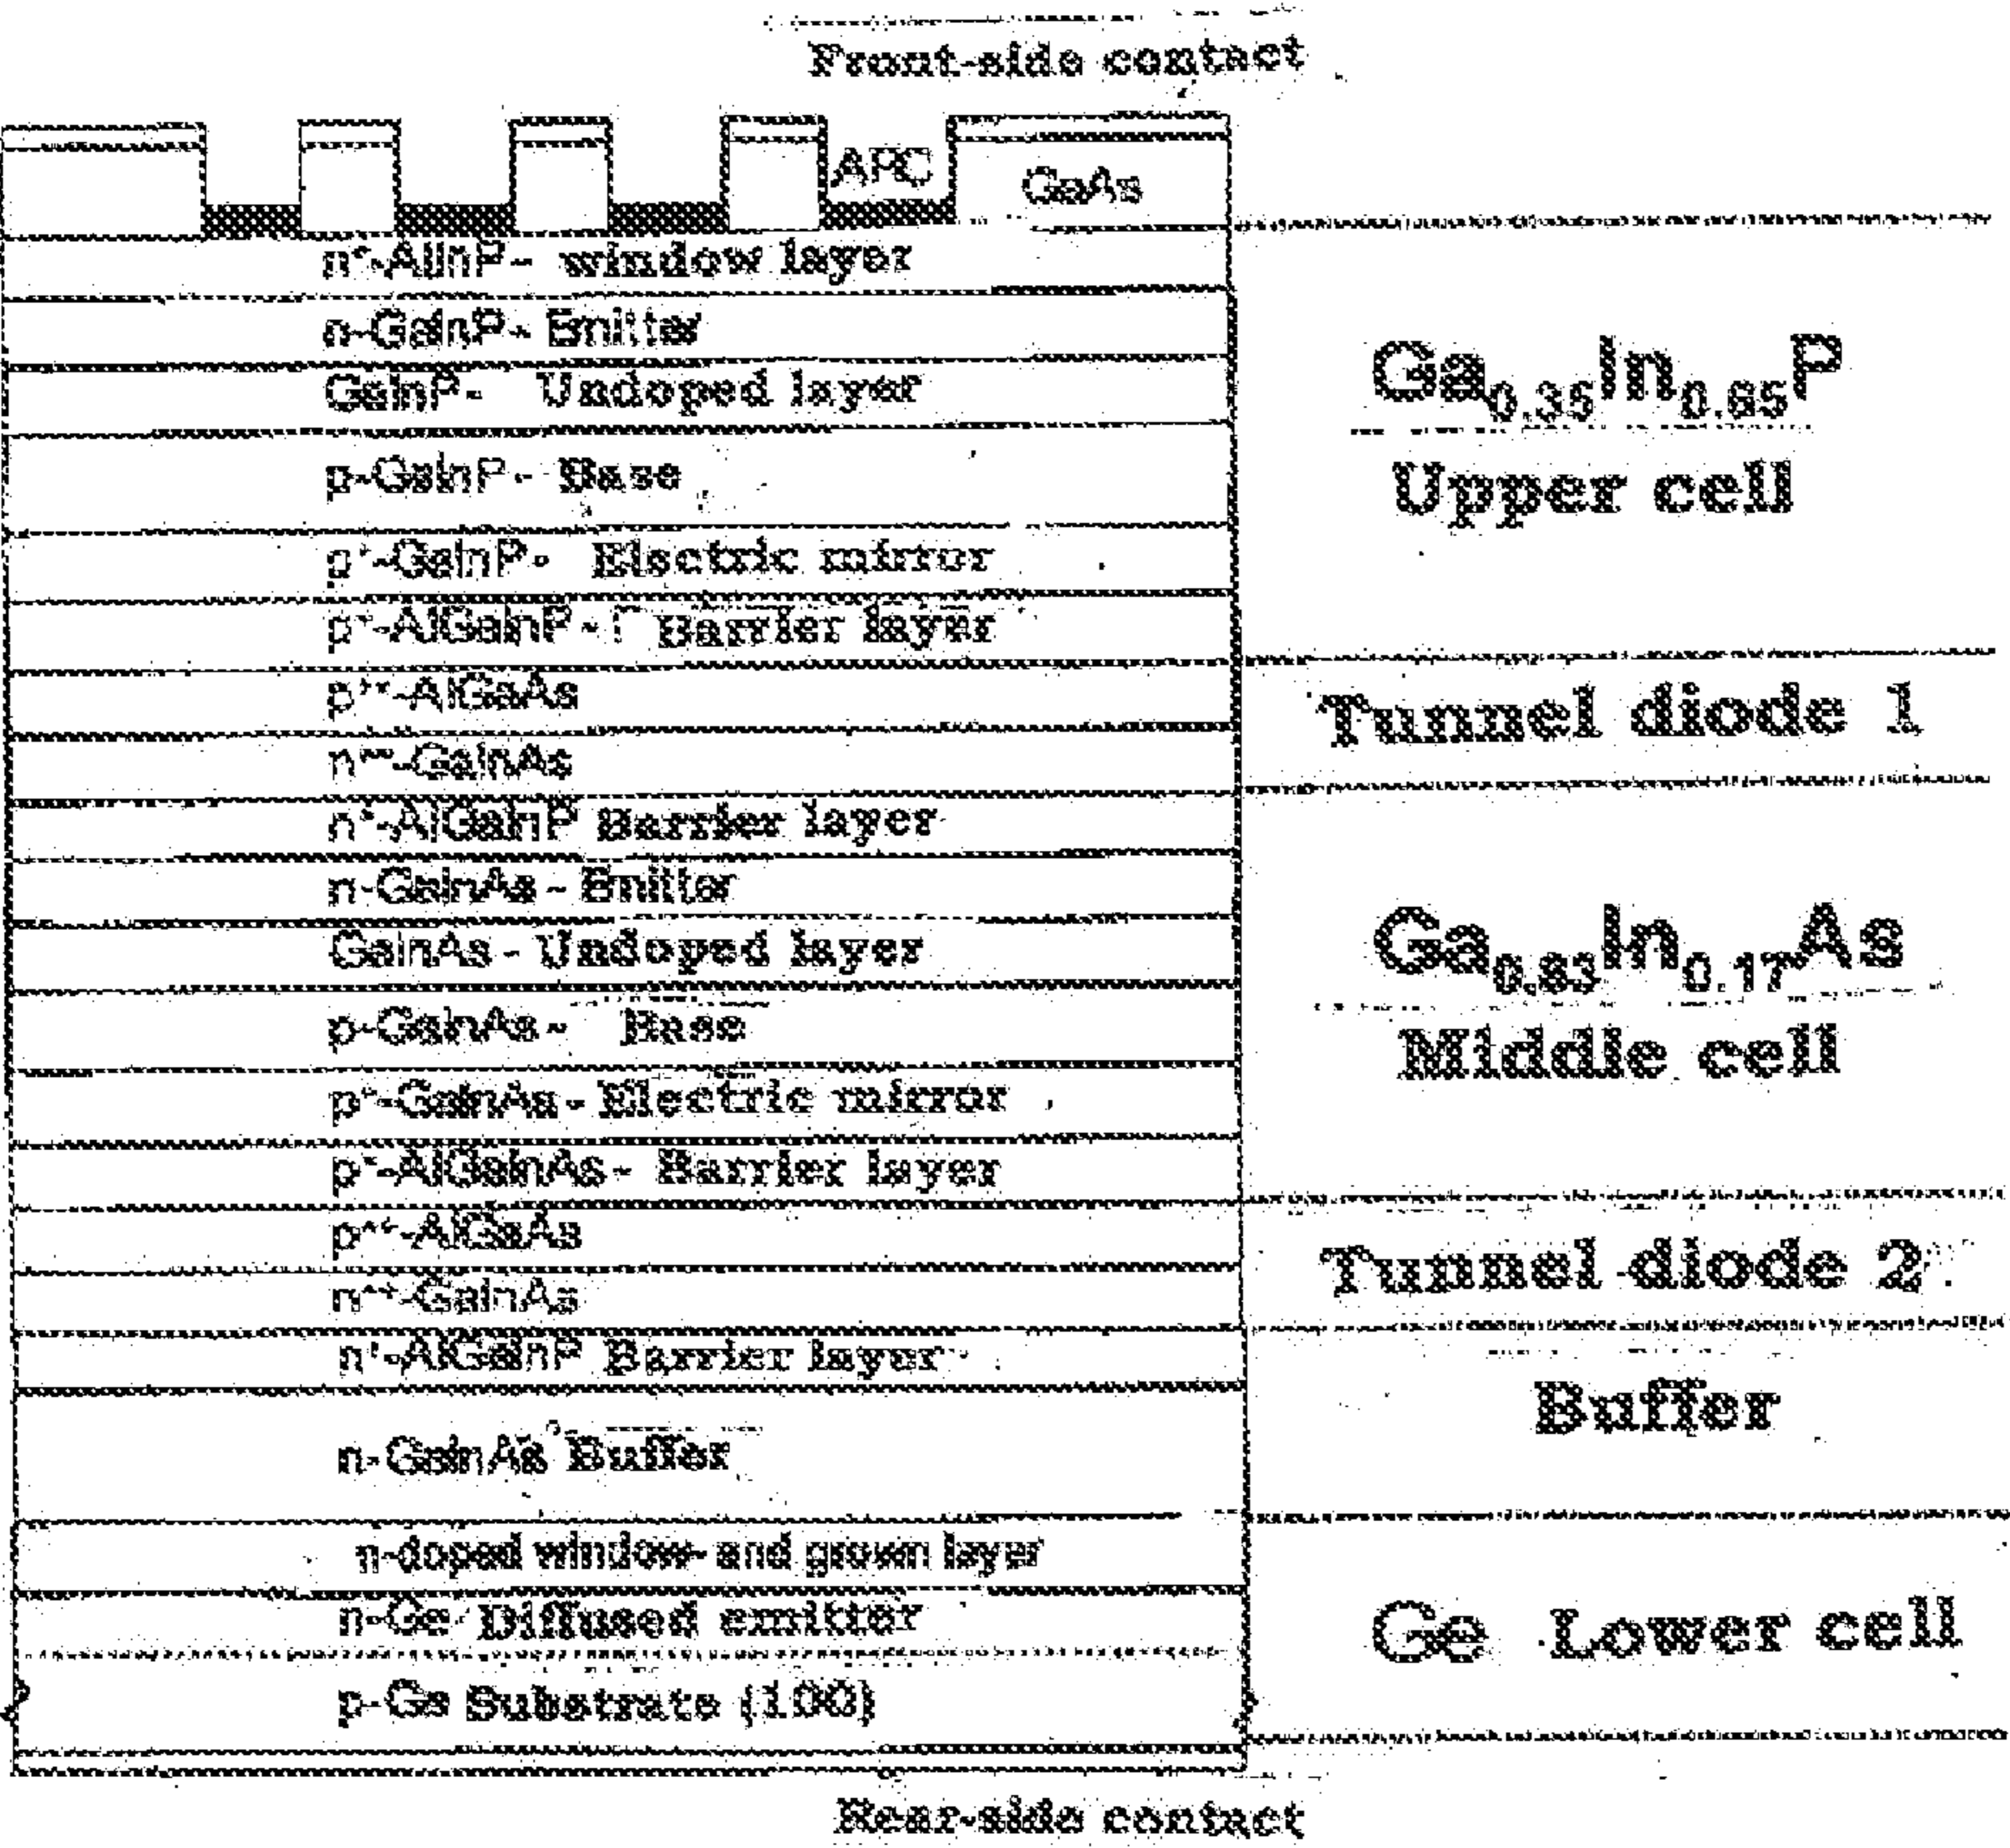 Front-side contact
ARC
GaAs
n⁺-AlInP- window layer
n-GaInP- Emitter
GaInP- Undoped layer
Ga₀.₃₅In₀.₆₅P
p-GaInP- Base
Upper cell
p⁺-GaInP- Electric mirror
p⁺-AlGaInP- Barrier layer
p⁺⁺-AlGaAs
Tunnel diode 1
n⁺⁺-GaInAs
n⁺-AlGaInP Barrier layer
n-GaInAs - Emitter
GaInAs - Undoped layer
Ga₀.₈₃In₀.₁₇As
p-GaInAs- Base
Middle cell
p⁺-GaInAs - Electric mirror
p⁺-AlGaInAs- Barrier layer
p⁺⁺-AlGaAs
Tunnel diode 2
n⁺⁺-GaInAs
n⁺-AlGaInP Barrier layer
Buffer
n-GaInAs Buffer
n-doped window- and grown layer
n-Ge Diffused emitter
Ge Lower cell
p-Ge Substrate (100)
Rear-side contact